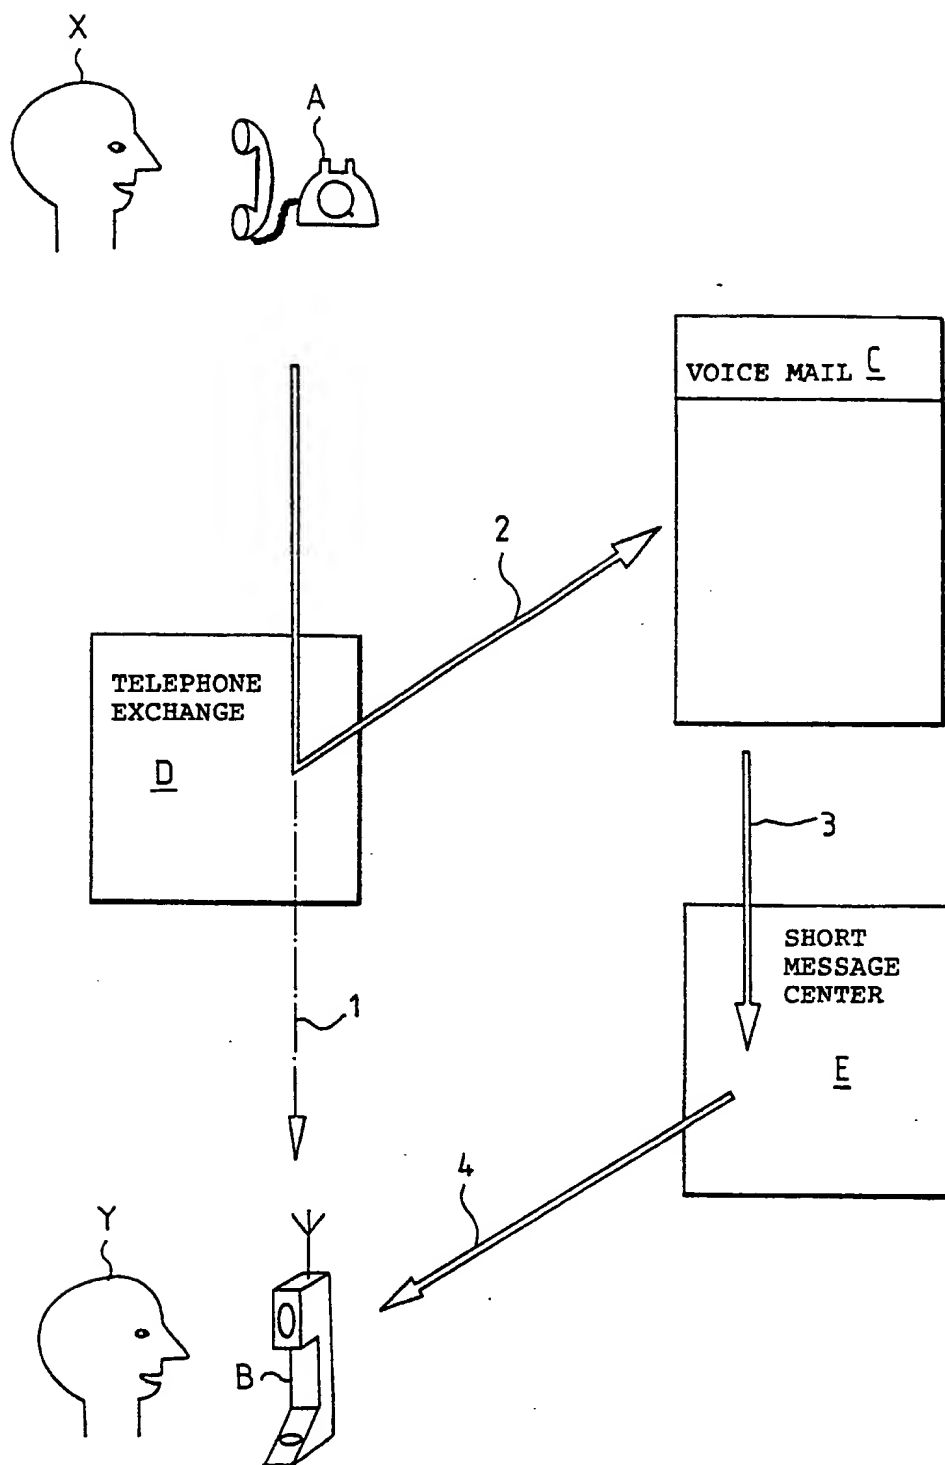 X
A
VOICE MAIL C
2
TELEPHONE
EXCHANGE
D
3
SHORT
MESSAGE
CENTER
E
1
4
Y
B